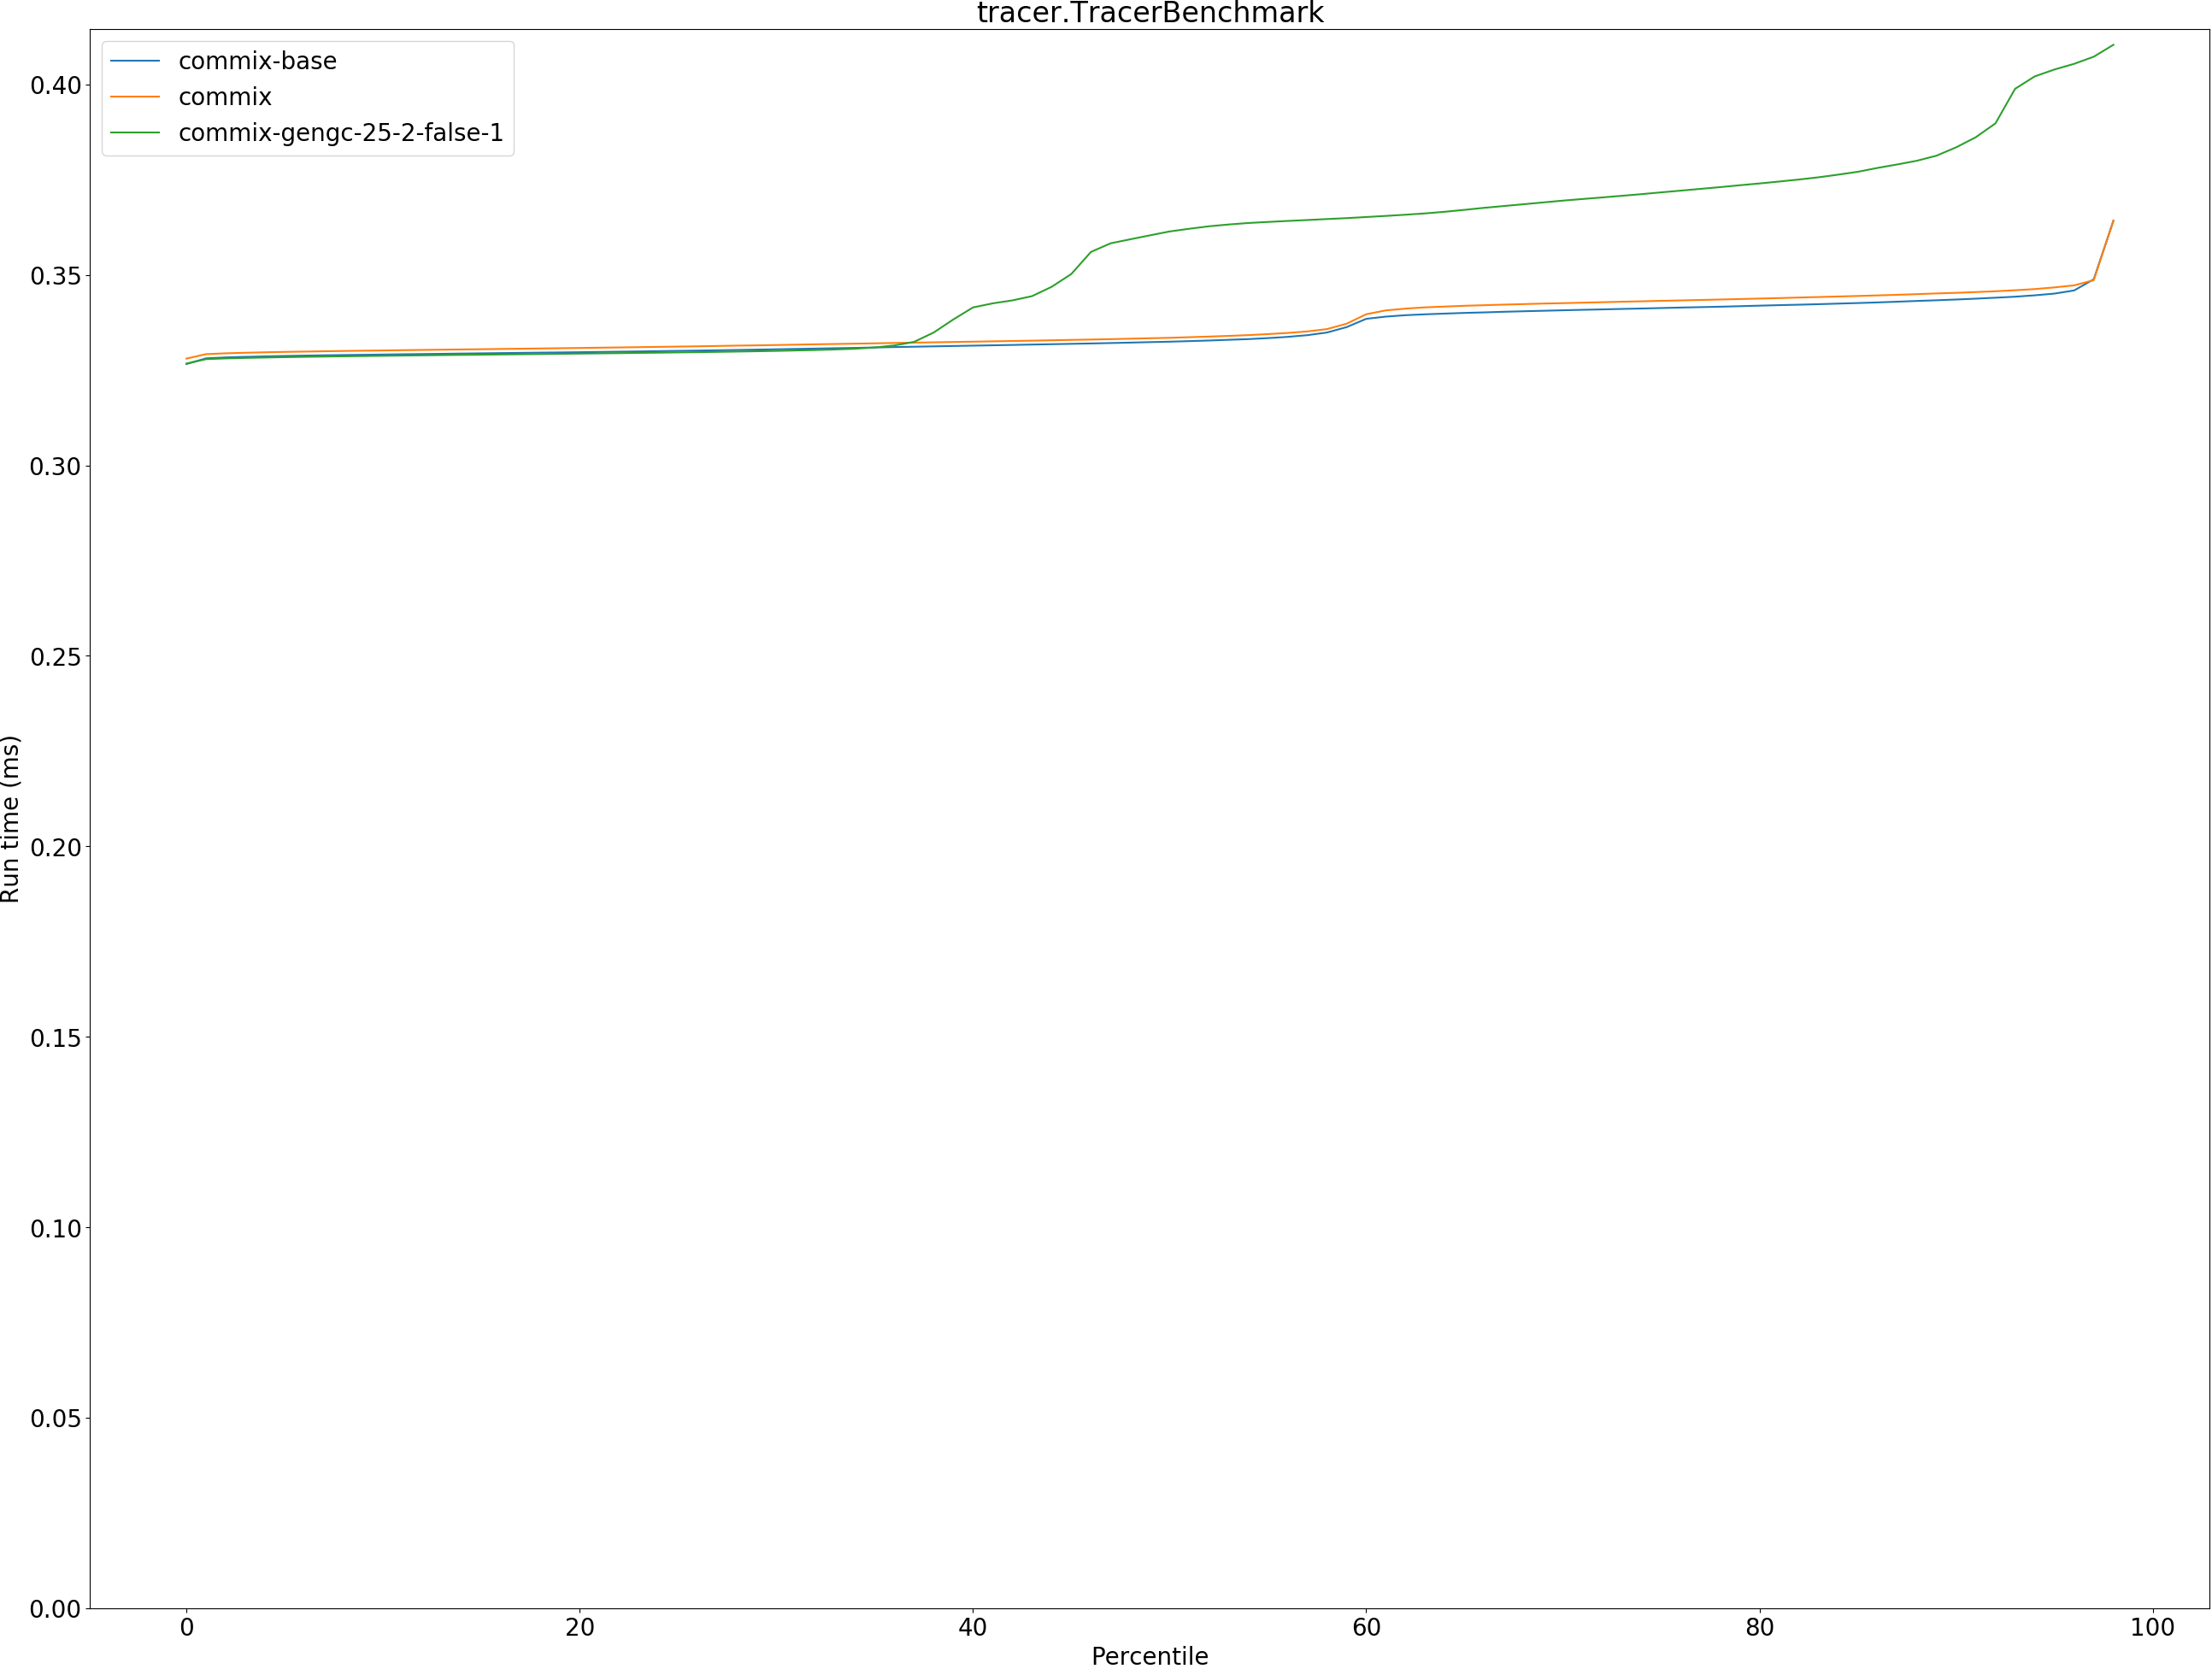 tracer.TracerBenchmark
commix-base
commix
commix-gengc-25-2-false-1
0.40
0.35
0.30
0.25
0.20
0.15
0.10
0.05
0.00
Run time (ms)
0 20 40 60 80 100
Percentile